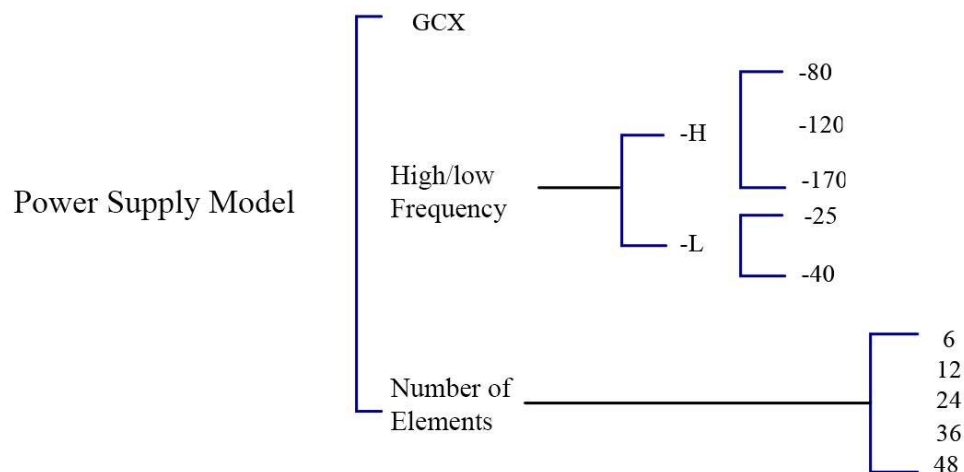 Power Supply Model
GCX
High/low
Frequency
-H
-80
-120
-170
-L
-25
-40
Number of
Elements
6
12
24
36
48